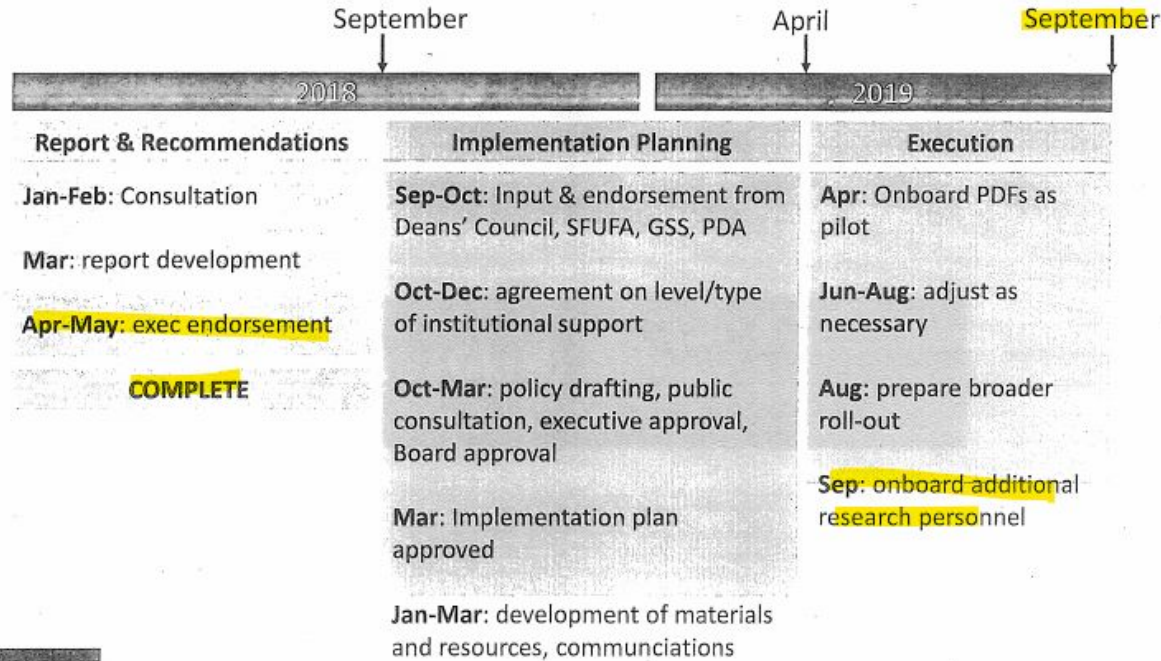 September
April
September
2018
2019
Report & Recommendations
Jan-Feb: Consultation
Mar: report development
Apr-May: exec endorsement
COMPLETE
Implementation Planning
Sep-Oct: Input & endorsement from
Deans' Council, SFUFA, GSS, PDA
Oct-Dec: agreement on level/type
of institutional support
Oct-Mar: policy drafting, public
consultation, executive approval,
Board approval
Mar: Implementation plan
approved
Jan-Mar: development of materials
and resources, communciations
Execution
Apr: Onboard PDFs as
pilot
Jun-Aug: adjust as
necessary
Aug: prepare broader
roll-out
Sep: onboard additional
research personnel